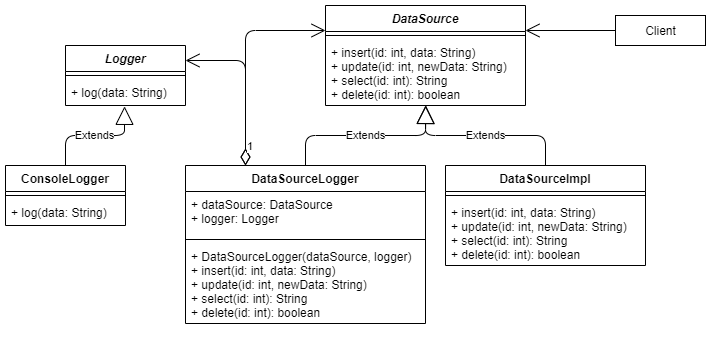 DataSource
+ insert(id: int, data: String)
+ update(id: int, newData: String)
+ select(id: int): String
+ delete(id: int): boolean
Client
Logger
+ log(data: String)
Extends
Extends
Extends
1
ConsoleLogger
+ log(data: String)
DataSourceLogger
+ dataSource: DataSource
+ logger: Logger
+ DataSourceLogger(dataSource, logger)
+ insert(id: int, data: String)
+ update(id: int, newData: String)
+ select(id: int): String
+ delete(id: int): boolean
DataSourceImpl
+ insert(id: int, data: String)
+ update(id: int, newData: String)
+ select(id: int): String
+ delete(id: int): boolean